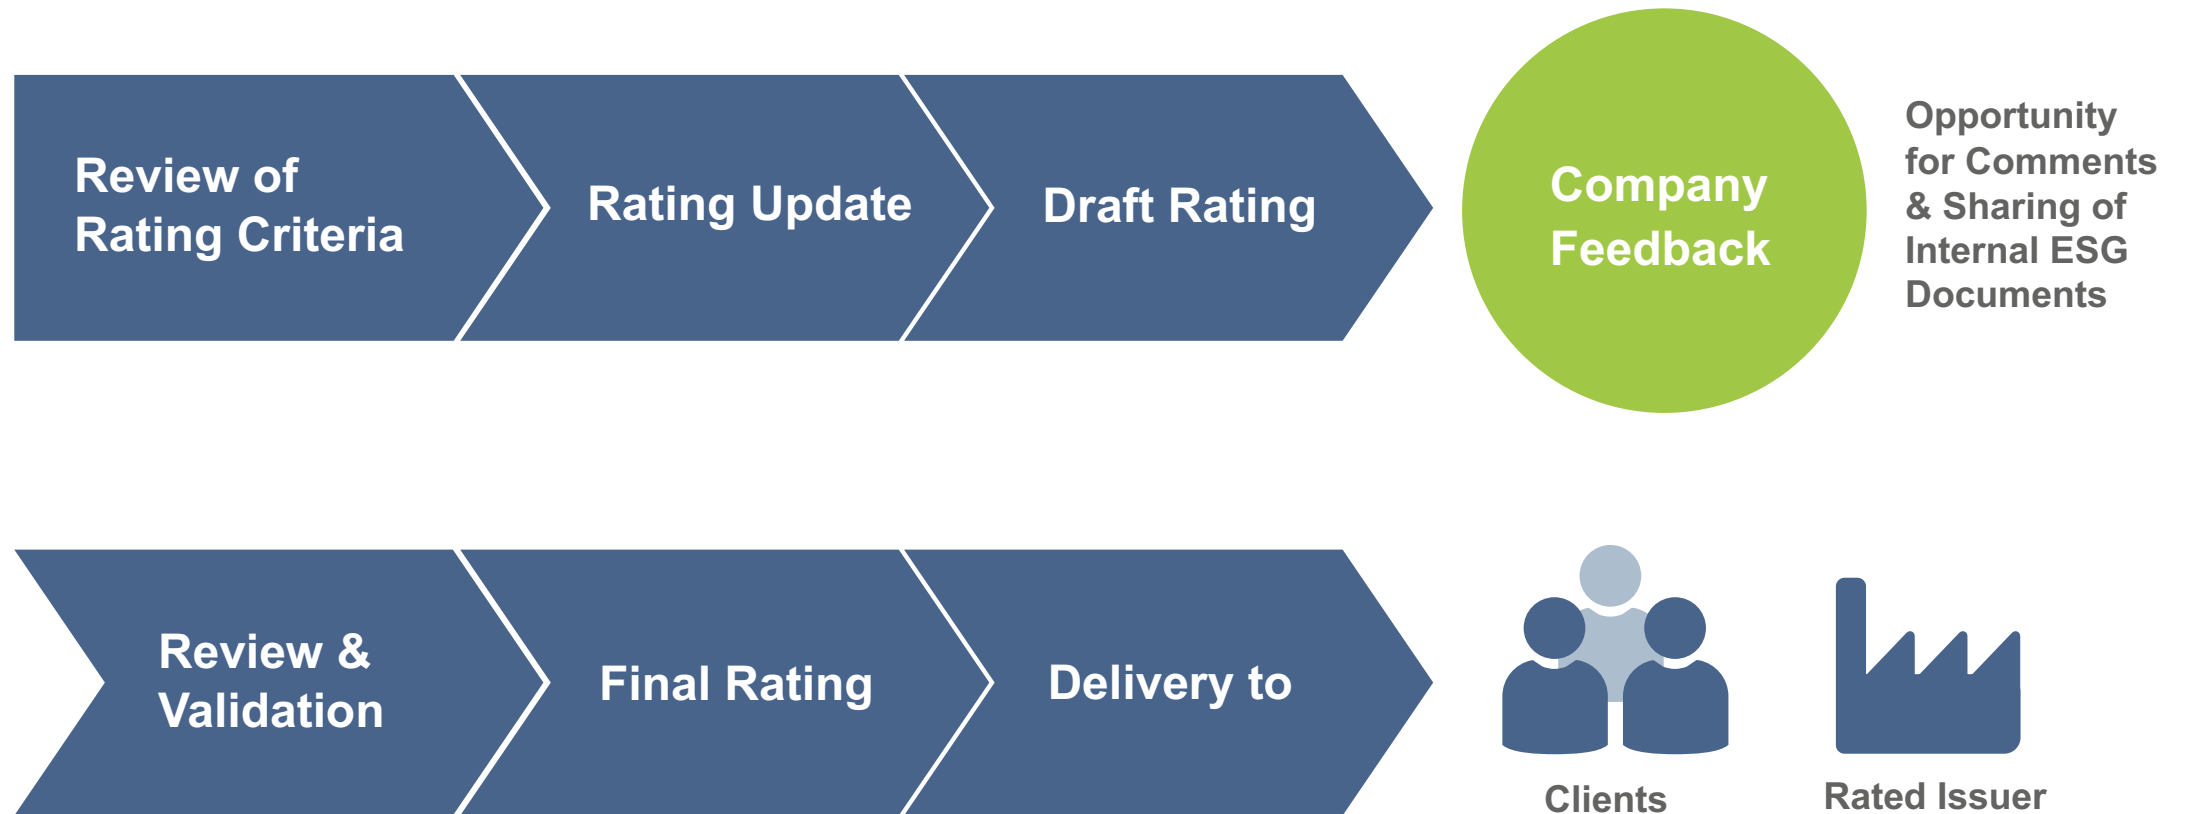 Review of
Rating Criteria
Rating Update
Draft Rating
Company
Feedback
Opportunity
for Comments
& Sharing of
Internal ESG
Documents
Review &
Validation
Final Rating
Delivery to
Clients
Rated Issuer